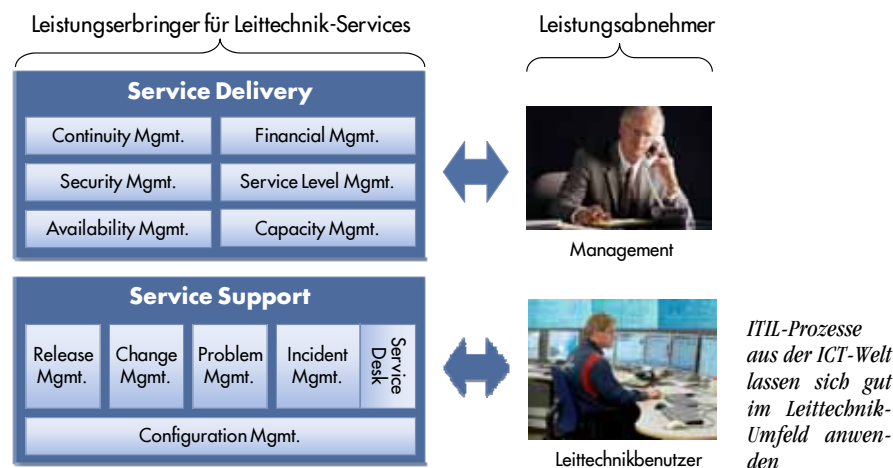 Leistungserbringer für Leittechnik-Services
Leistungsabnehmer
Service Delivery
Continuity Mgmt.
Financial Mgmt.
Security Mgmt.
Service Level Mgmt.
Availability Mgmt.
Capacity Mgmt.
Management
Service Support
Release
Mgmt.
Change
Mgmt.
Problem
Mgmt.
Incident
Mgmt.
Service
Desk
Configuration Mgmt.
Leittechnikbenutzer
ITIL-Prozesse
aus der ICT-Welt
lassen sich gut
im Leittechnik-
Umfeld anwen-
den